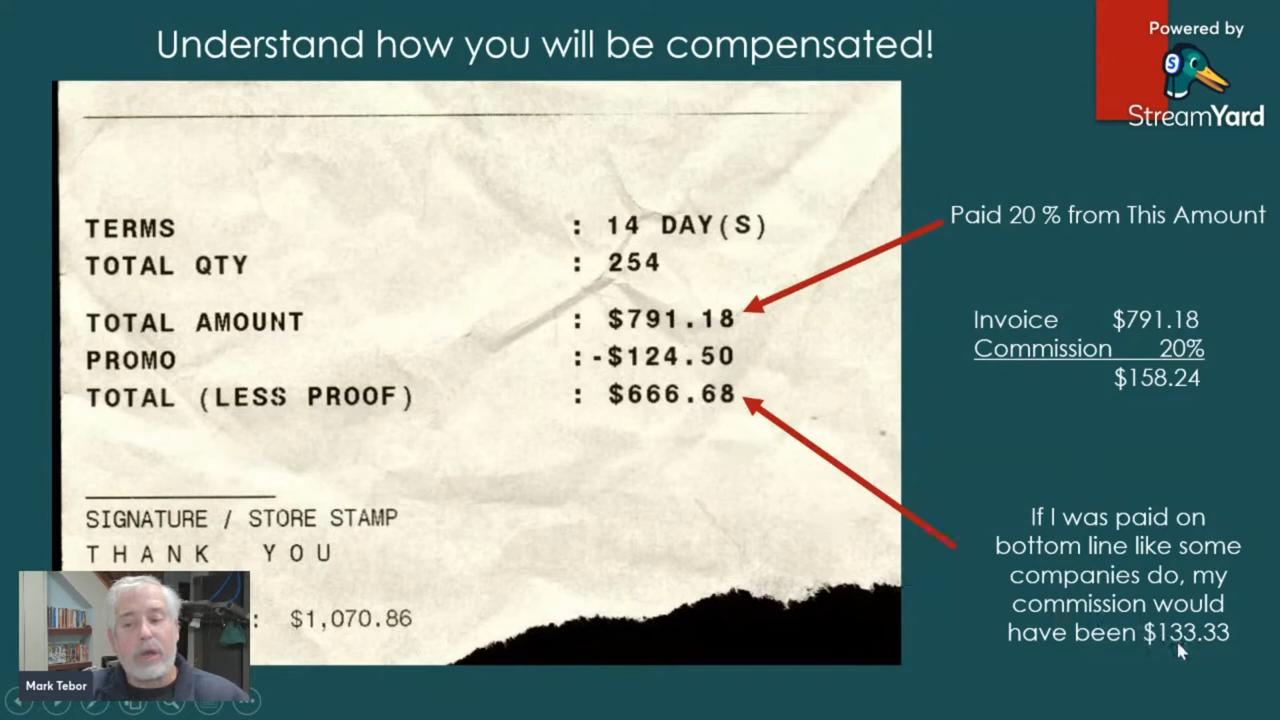 Understand how you will be compensated!
Powered by
S
StreamYard
TERMS : 14 DAY(S)
TOTAL QTY : 254
TOTAL AMOUNT : $791.18
PROMO :-$124.50
TOTAL (LESS PROOF) : $666.68
SIGNATURE / STORE STAMP
THANK YOU
: $1,070.86
Paid 20 % from This Amount
Invoice $791.18
Commission 20%
$158.24
If I was paid on
bottom line like some
companies do, my
commission would
have been $133.33
Mark Tebor